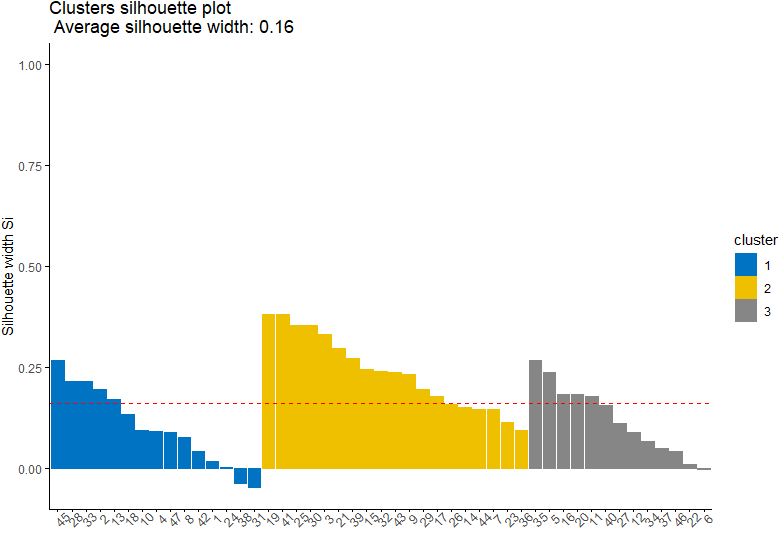 Clusters silhouette plot
Average silhouette width: 0.16
1.00
0.75
0.50
0.25
0.00
Silhouette width Si
45 28 33 2 13 18 10 4 47 8 42 1 24 38 31 19 41 25 30 3 21 39 15 32 43 9 29 17 26 14 44 7 23 36 35 5 16 20 11 40 27 12 34 37 46 22 6
cluster
1
2
3